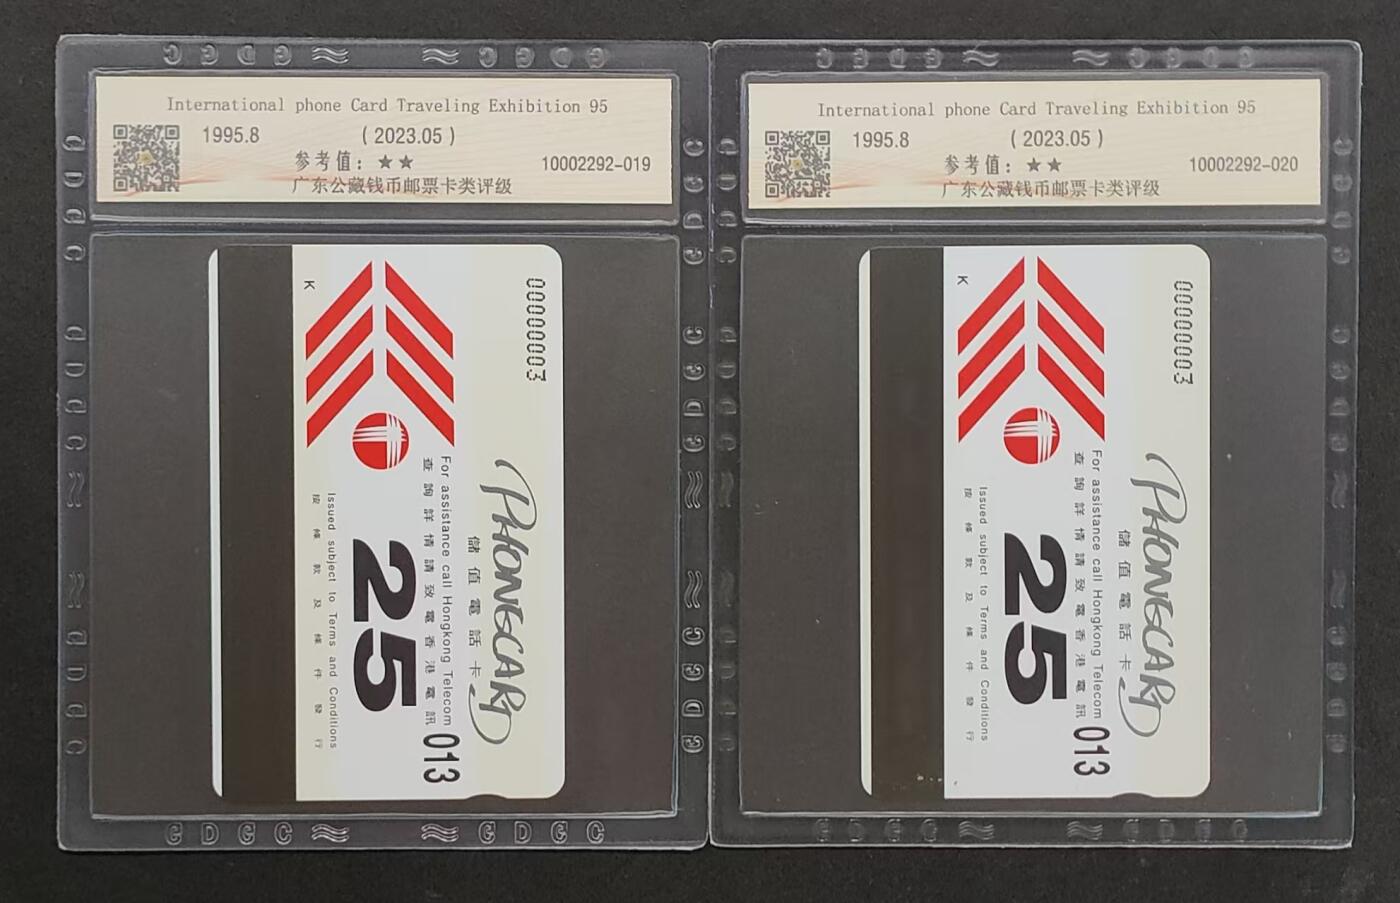 International phone Card Traveling Exhibition 95
1995.8
( 2023.05 )
参考值：★★
10002292-019
广东公藏钱币邮票卡类评级
00000003
K
PHONECARD
儲值電話卡
For assistance call Hongkong Telecom
查詢詳情請致電香港電訊
013
25
Issued subject to Terms and Conditions
按條款及條件發行
International phone Card Traveling Exhibition 95
1995.8
( 2023.05 )
参考值：★★
10002292-020
广东公藏钱币邮票卡类评级
00000003
K
PHONECARD
儲值電話卡
For assistance call Hongkong Telecom
查詢詳情請致電香港電訊
013
25
Issued subject to Terms and Conditions
按條款及條件發行